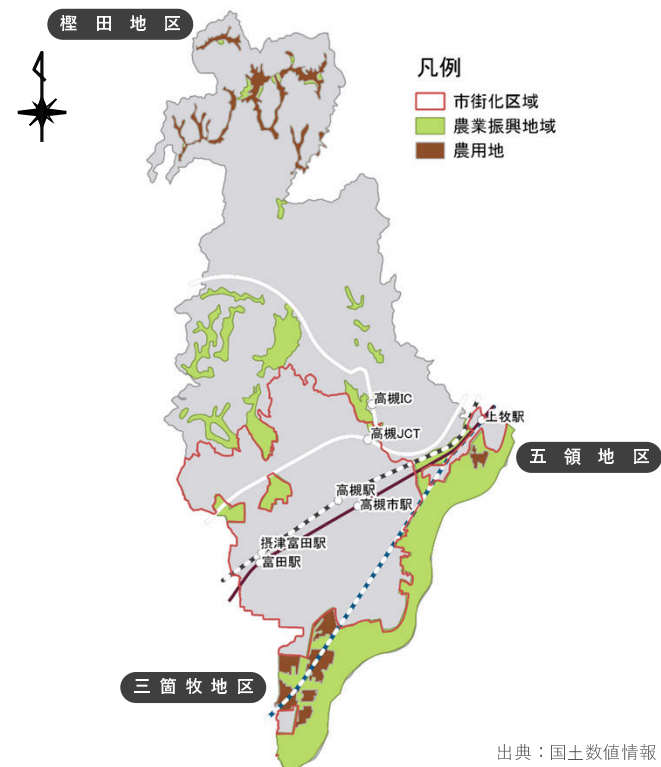 樫田地区
凡例
市街化区域
農業振興地域
農用地
高槻IC
上牧駅
高槻JCT
五領地区
高槻駅
高槻市駅
摂津富田駅
富田駅
三箇牧地区
出典：国土数値情報